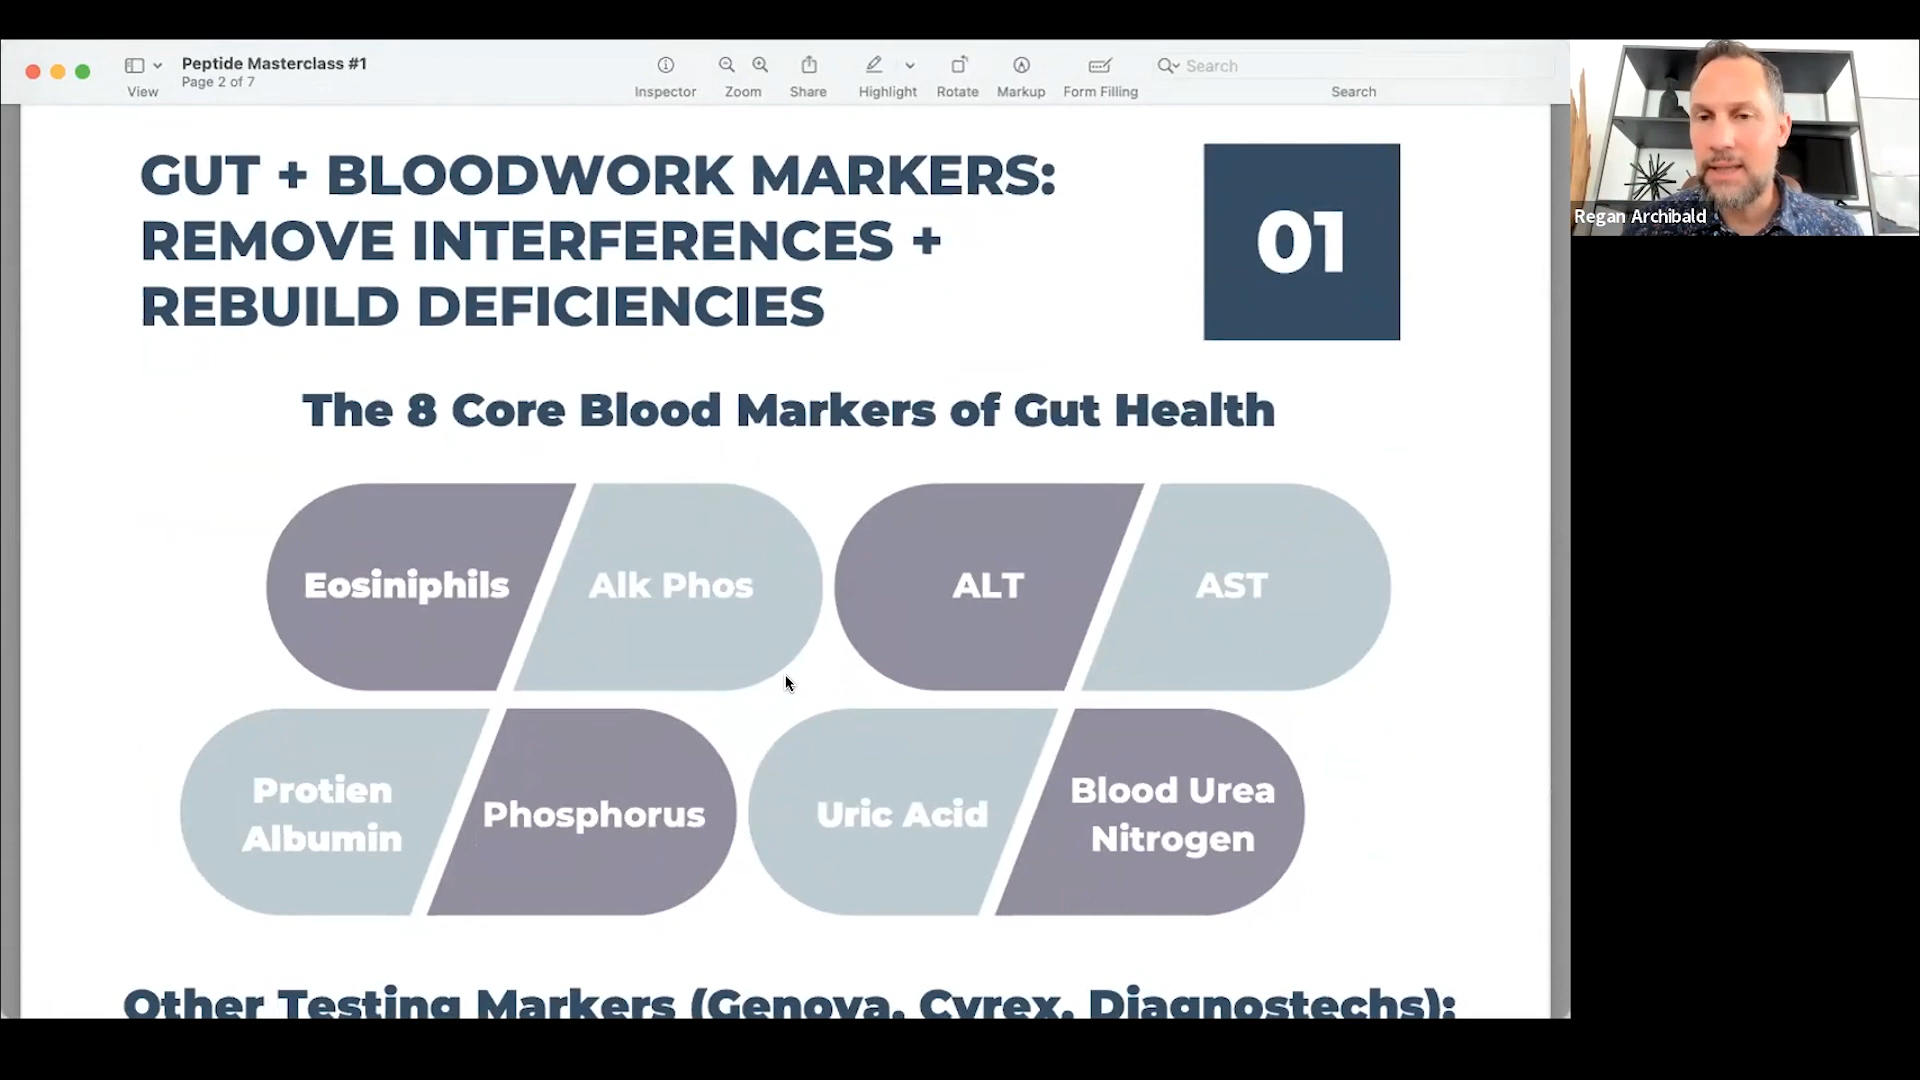 Peptide Masterclass #1
Page 2 of 7
View
Inspector
Zoom
Share
Highlight
Rotate
Markup
Form Filling
Search
Search
Regan Archibald
GUT + BLOODWORK MARKERS:
REMOVE INTERFERENCES +
REBUILD DEFICIENCIES
01
The 8 Core Blood Markers of Gut Health
Eosiniphils
Alk Phos
ALT
AST
Protien
Albumin
Phosphorus
Uric Acid
Blood Urea
Nitrogen
Other Testing Markers (Genova, Cyrex, Diagnostechs):